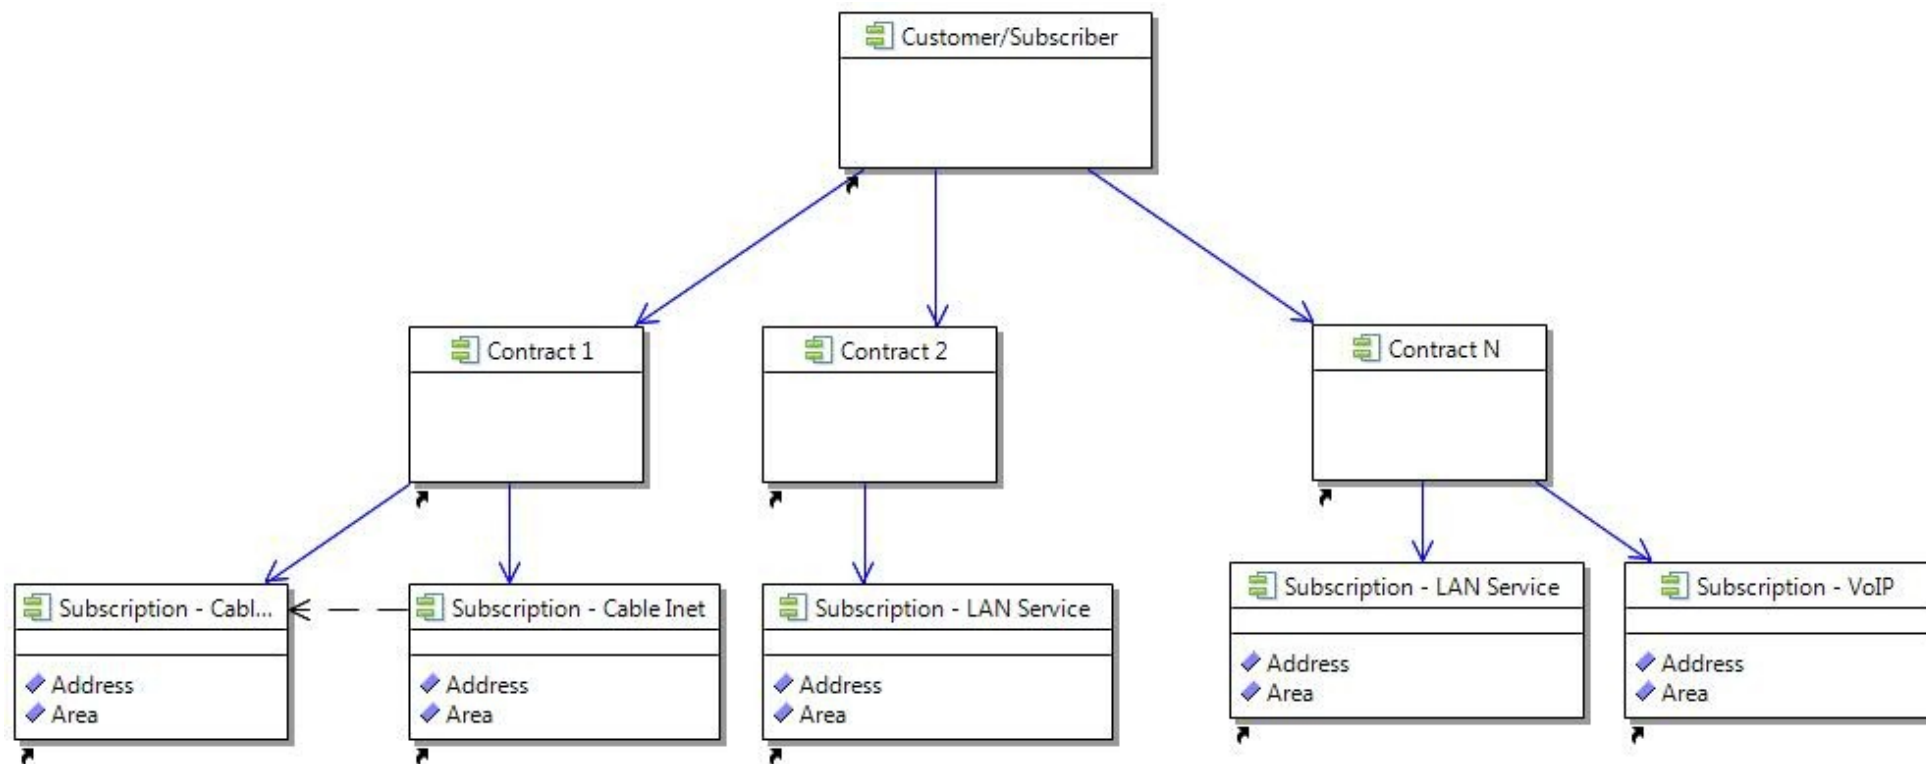 Customer/Subscriber
Contract 1
Contract 2
Contract N
Subscription - Cabl...
Address
Area
Subscription - Cable Inet
Address
Area
Subscription - LAN Service
Address
Area
Subscription - LAN Service
Address
Area
Subscription - VoIP
Address
Area